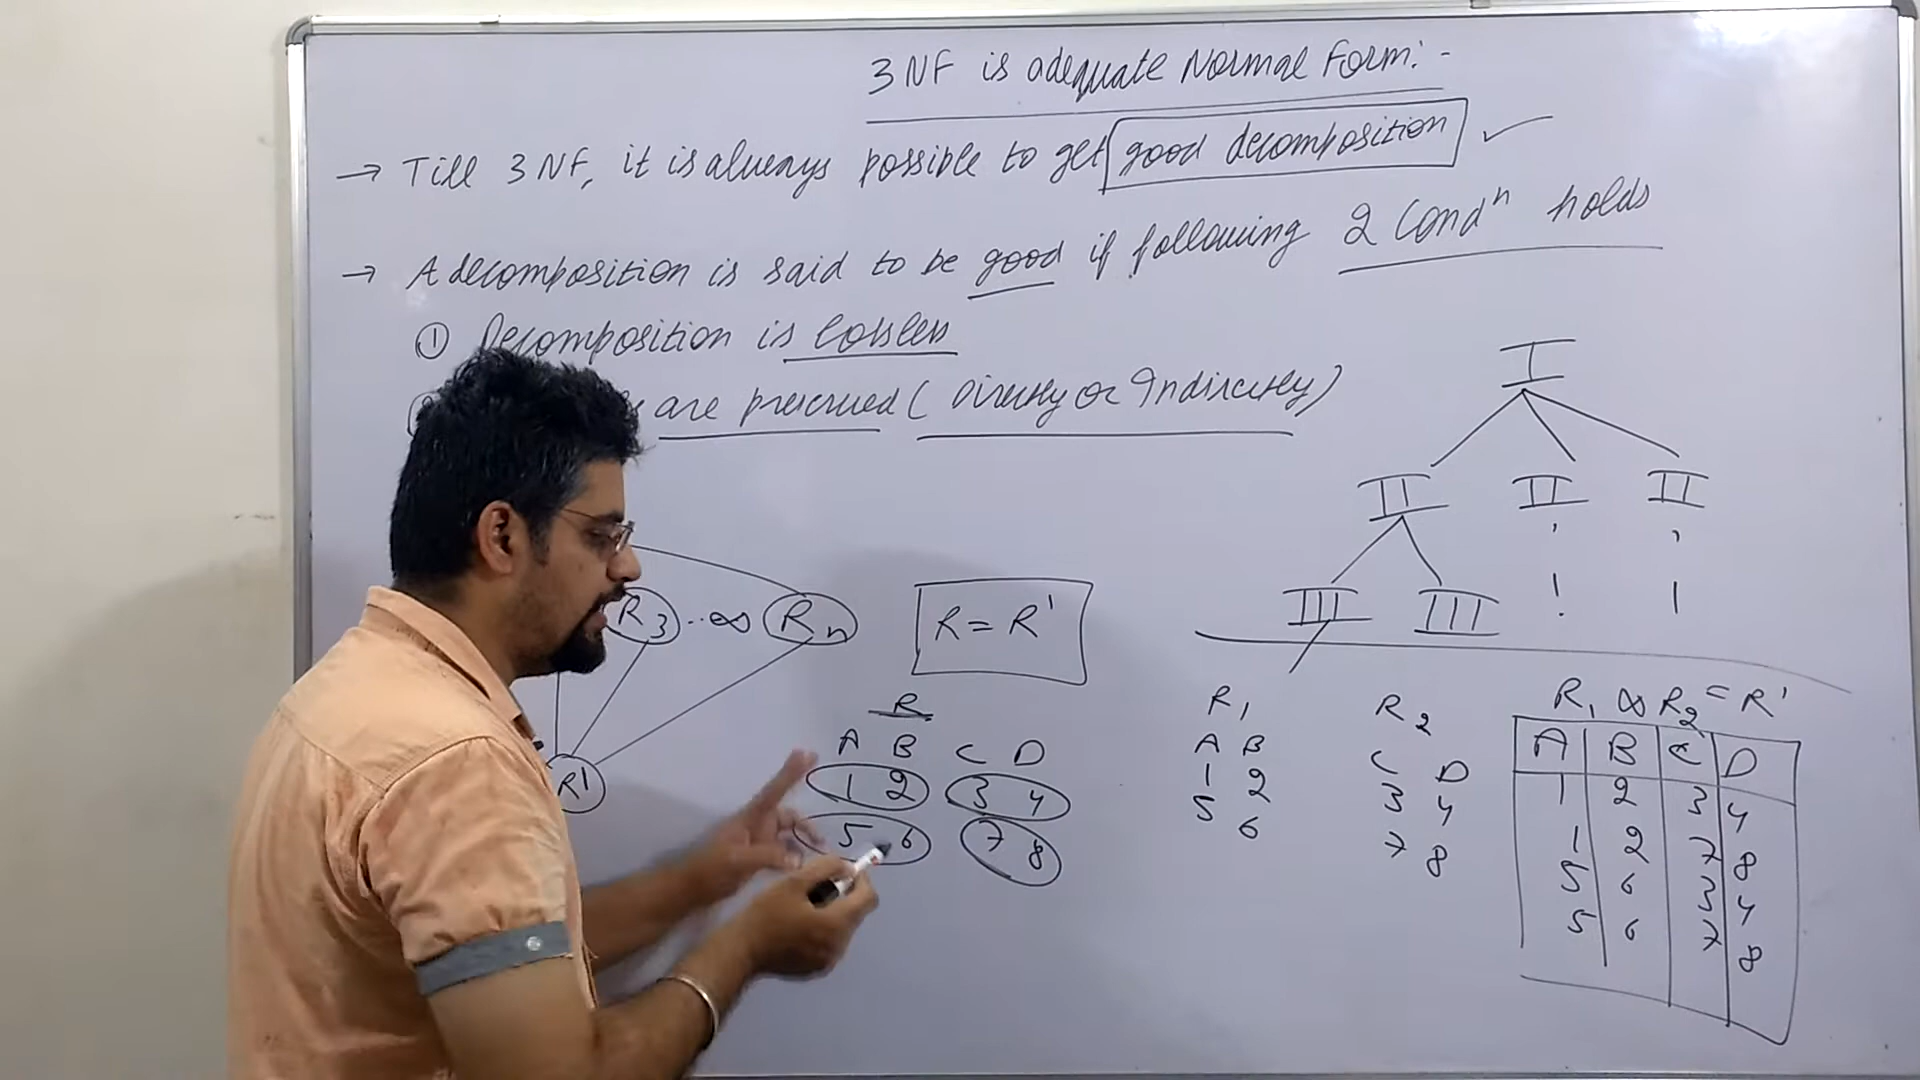 3NF is adequate Normal Form:-
→ Till 3NF, it is always possible to get good decomposition ✓
→ A decomposition is said to be good if following 2 Condⁿ holds
① Decomposition is lossless
are preserved (Directly or Indirectly)
I
II II II
III III
R3 .. ∞ Rn
R = R'
R1
R
A B C D
1 2 3 4
5 6 7 8
R1
A B
1 2
5 6
R2
C D
3 4
7 8
R1 ∞ R2 = R'
A B C D
1 2 3 4
1 2 7 8
5 6 3 4
5 6 7 8